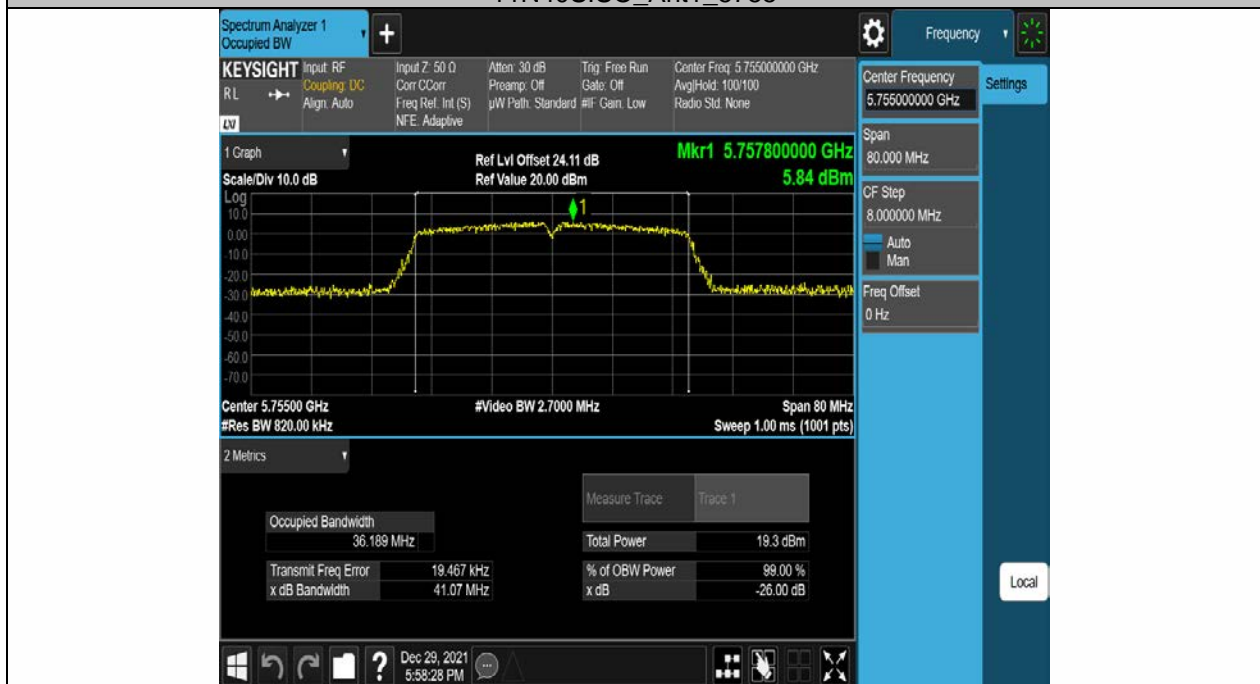 Spectrum Analyzer 1
Occupied BW
+
Frequency
KEYSIGHT
RL
LXI
Input: RF
Coupling: DC
Align: Auto
Input Z: 50 Ω
Corr CCorr
Freq Ref: Int (S)
NFE: Adaptive
Atten: 30 dB
Preamp: Off
µW Path: Standard
Trig: Free Run
Gate: Off
#IF Gain: Low
Center Freq: 5.755000000 GHz
Avg|Hold: 100/100
Radio Std: None
Center Frequency
5.755000000 GHz
Settings
Span
80.000 MHz
CF Step
8.000000 MHz
Auto
Man
Freq Offset
0 Hz
Local
1 Graph
Scale/Div 10.0 dB
Ref Lvl Offset 24.11 dB
Ref Value 20.00 dBm
Mkr1 5.757800000 GHz
5.84 dBm
Log
1
10.0
0.00
-10.0
-20.0
-30.0
-40.0
-50.0
-60.0
-70.0
Center 5.75500 GHz
#Res BW 820.00 kHz
#Video BW 2.7000 MHz
Span 80 MHz
Sweep 1.00 ms (1001 pts)
2 Metrics
Measure Trace Trace 1
Occupied Bandwidth
36.189 MHz
Total Power 19.3 dBm
Transmit Freq Error 19.467 kHz
% of OBW Power 99.00 %
x dB Bandwidth 41.07 MHz
x dB -26.00 dB
?
Dec 29, 2021
5:58:28 PM